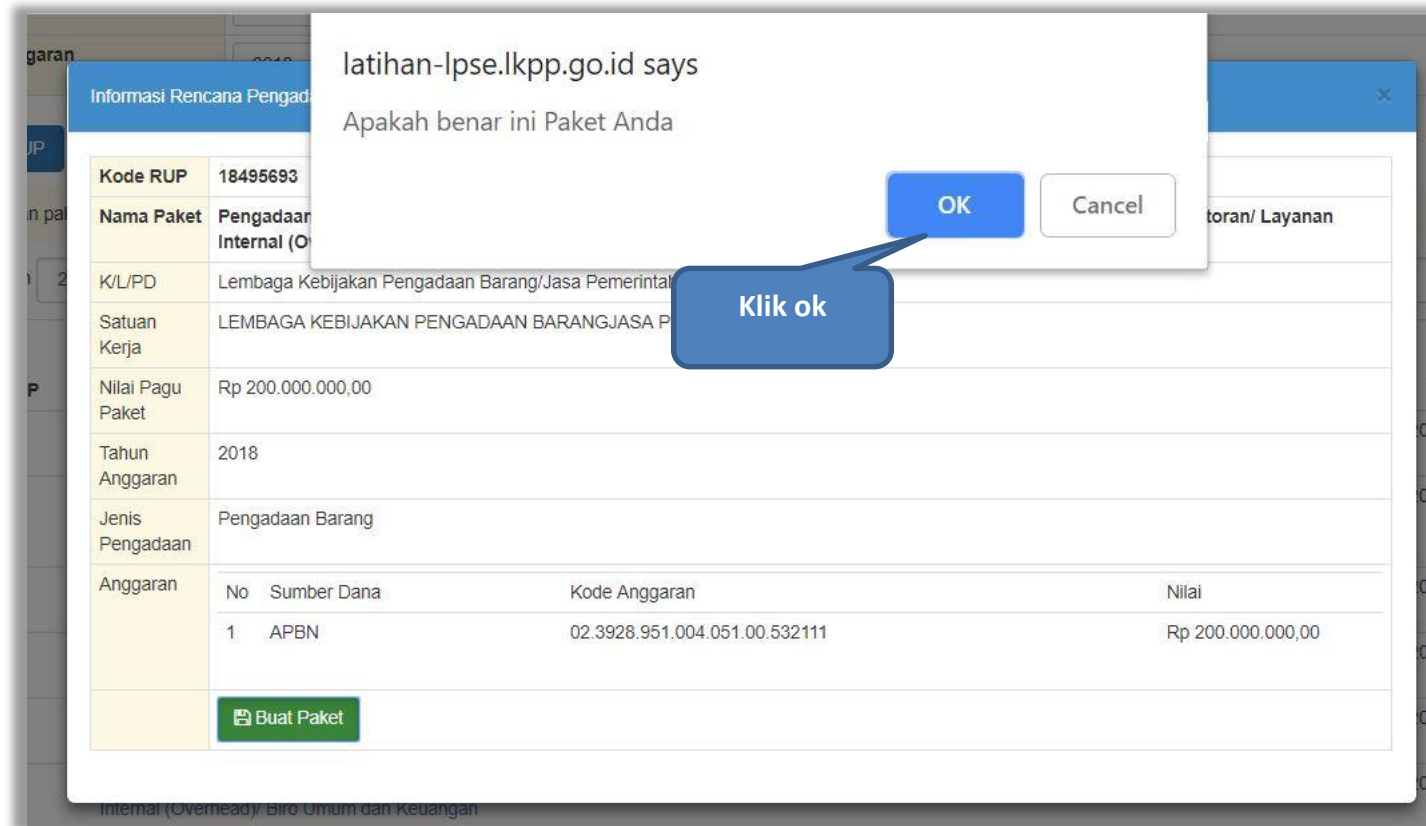 garan
latihan-lpse.lkpp.go.id says
Informasi Rencana
Apakah benar ini Paket Anda
OK Cancel
Kode RUP 18495693
Nama Paket toran/ Layanan
Internal
K/L/PD Lembaga Kebijakan Pengadaan Barang/Jasa
Klik ok
Satuan LEMBAGA KEBIJAKAN PENGADAAN BARANGJASA P
Kerja
Nilai Pagu Rp 200.000.000,00
Paket
Tahun 2018
Anggaran
Jenis Pengadaan Barang
Pengadaan
Anggaran No Sumber Dana Kode Anggaran Nilai
1 APBN 02.3928.951.004.051.00.532111 Rp 200.000.000,00
Buat Paket
Internal (Overhead)/ Biro Umum dan Keuangan